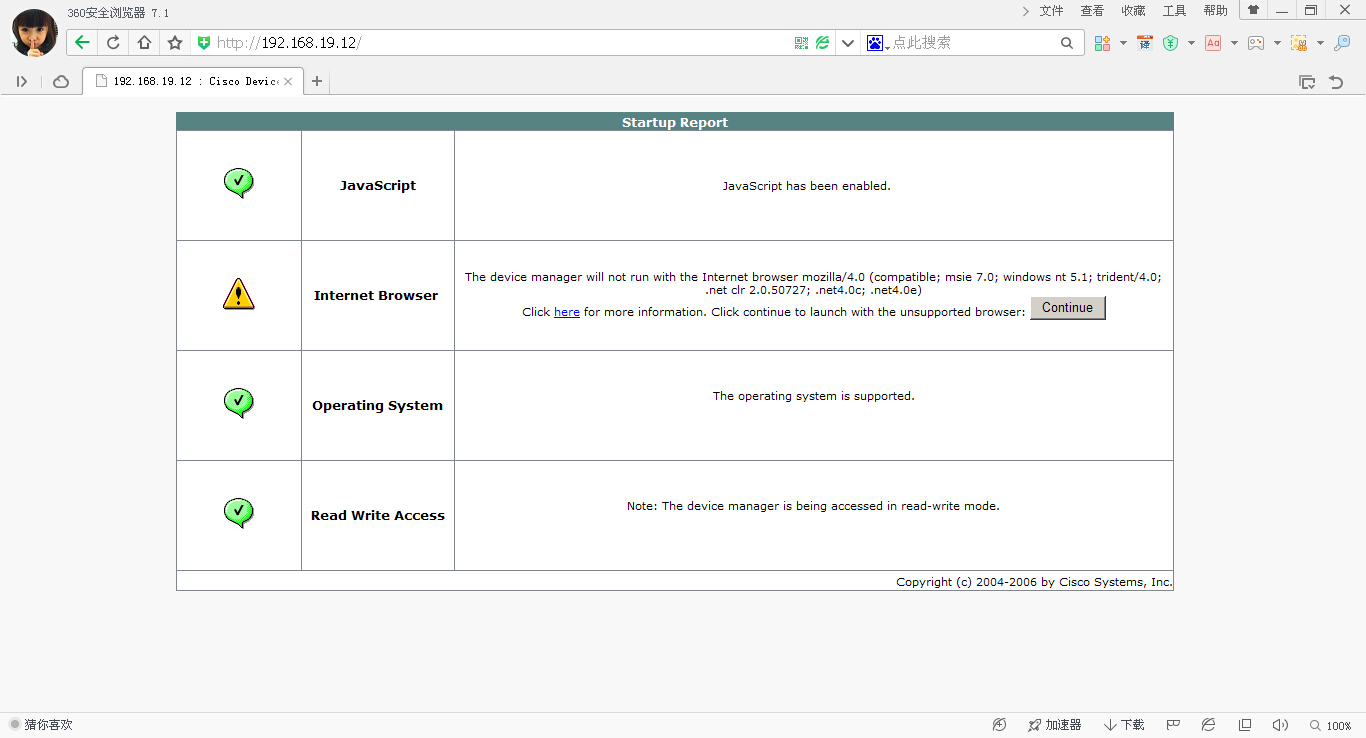 360安全浏览器 7.1
文件 查看 收藏 工具 帮助
http://192.168.19.12/
点此搜索
192.168.19.12 : Cisco Device
Startup Report
JavaScript
JavaScript has been enabled.
Internet Browser
The device manager will not run with the Internet browser mozilla/4.0 (compatible; msie 7.0; windows nt 5.1; trident/4.0;
.net clr 2.0.50727; .net4.0c; .net4.0e)
Click here for more information. Click continue to launch with the unsupported browser: Continue
Operating System
The operating system is supported.
Read Write Access
Note: The device manager is being accessed in read-write mode.
Copyright (c) 2004-2006 by Cisco Systems, Inc.
猜你喜欢
加速器 下载 100%